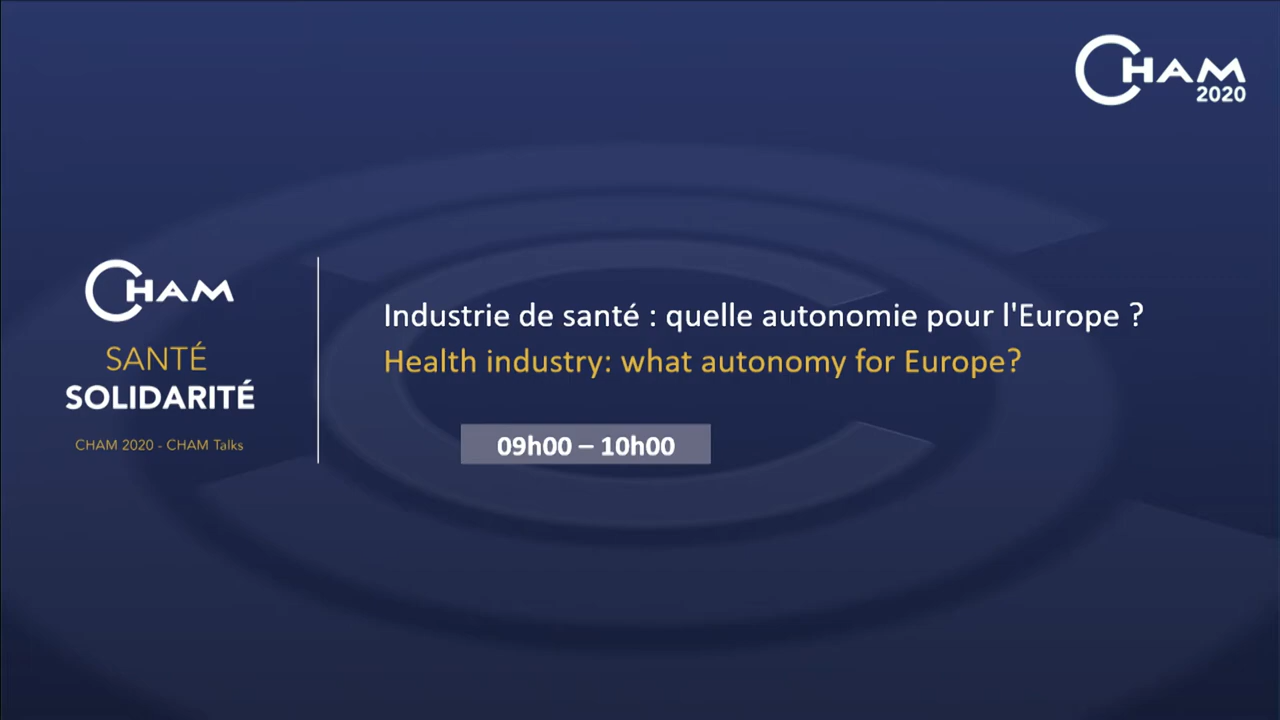 CHAM
2020
CHAM
SANTÉ
SOLIDARITÉ
CHAM 2020 - CHAM Talks
Industrie de santé : quelle autonomie pour l'Europe ?
Health industry: what autonomy for Europe?
09h00 – 10h00